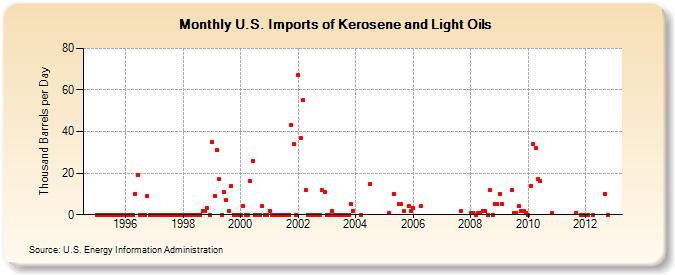 Monthly U.S. Imports of Kerosene and Light Oils
Thousand Barrels per Day
80
60
40
20
0
1996 1998 2000 2002 2004 2006 2008 2010 2012
Source: U.S. Energy Information Administration